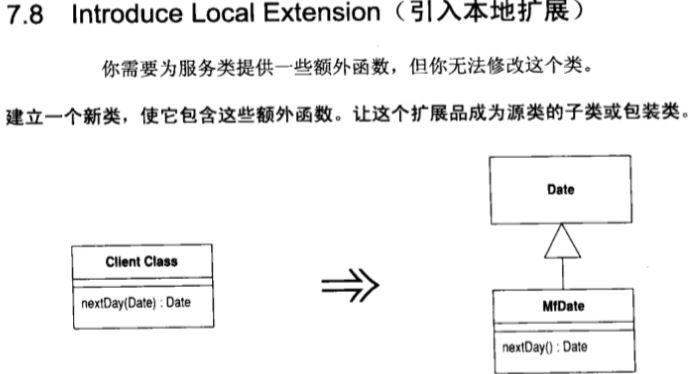 7.8 Introduce Local Extension（引入本地扩展）
你需要为服务类提供一些额外函数，但你无法修改这个类。
建立一个新类，使它包含这些额外函数。让这个扩展品成为源类的子类或包装类。
Date
Client Class
nextDay(Date) : Date
MfDate
nextDay() : Date